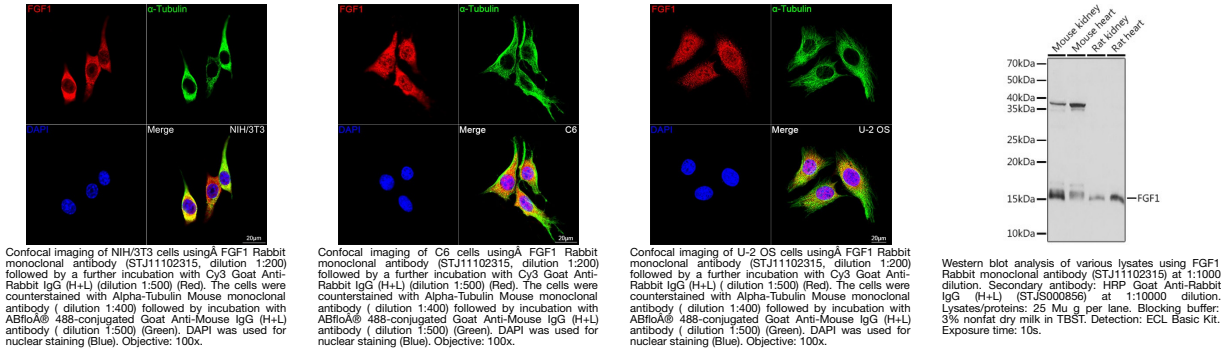 FGF1
α-Tubulin
DAPI
Merge
NIH/3T3
20μm
Confocal imaging of NIH/3T3 cells usingÂ FGF1 Rabbit
monoclonal antibody (STJ11102315, dilution 1:200)
followed by a further incubation with Cy3 Goat Anti-
Rabbit IgG (H+L) (dilution 1:500) (Red). The cells were
counterstained with Alpha-Tubulin Mouse monoclonal
antibody ( dilution 1:400) followed by incubation with
ABfloÂ® 488-conjugated Goat Anti-Mouse IgG (H+L)
antibody ( dilution 1:500) (Green). DAPI was used for
nuclear staining (Blue). Objective: 100x.
FGF1
α-Tubulin
DAPI
Merge
C6
20μm
Confocal imaging of C6 cells usingÂ FGF1 Rabbit
monoclonal antibody (STJ11102315, dilution 1:200)
followed by a further incubation with Cy3 Goat Anti-
Rabbit IgG (H+L) ( dilution 1:500) (Red). The cells were
counterstained with Alpha-Tubulin Mouse monoclonal
antibody ( dilution 1:400) followed by incubation with
ABfloÂ® 488-conjugated Goat Anti-Mouse IgG (H+L)
antibody ( dilution 1:500) (Green). DAPI was used for
nuclear staining (Blue). Objective: 100x.
FGF1
α-Tubulin
DAPI
Merge
U-2 OS
20μm
Confocal imaging of U-2 OS cells usingÂ FGF1 Rabbit
monoclonal antibody (STJ11102315, dilution 1:200)
followed by a further incubation with Cy3 Goat Anti-
Rabbit IgG (H+L) ( dilution 1:500) (Red). The cells were
counterstained with Alpha-Tubulin Mouse monoclonal
antibody ( dilution 1:400) followed by incubation with
ABfloÂ® 488-conjugated Goat Anti-Mouse IgG (H+L)
antibody ( dilution 1:500) (Green). DAPI was used for
nuclear staining (Blue). Objective: 100x.
Mouse kidney
Mouse heart
Rat kidney
Rat heart
70kDa
50kDa
40kDa
35kDa
25kDa
20kDa
15kDa
FGF1
10kDa
Western blot analysis of various lysates using FGF1
Rabbit monoclonal antibody (STJ11102315) at 1:1000
dilution. Secondary antibody: HRP Goat Anti-Rabbit
IgG (H+L) (STJS000856) at 1:10000 dilution.
Lysates/proteins: 25 Mu g per lane. Blocking buffer:
3% nonfat dry milk in TBST. Detection: ECL Basic Kit.
Exposure time: 10s.